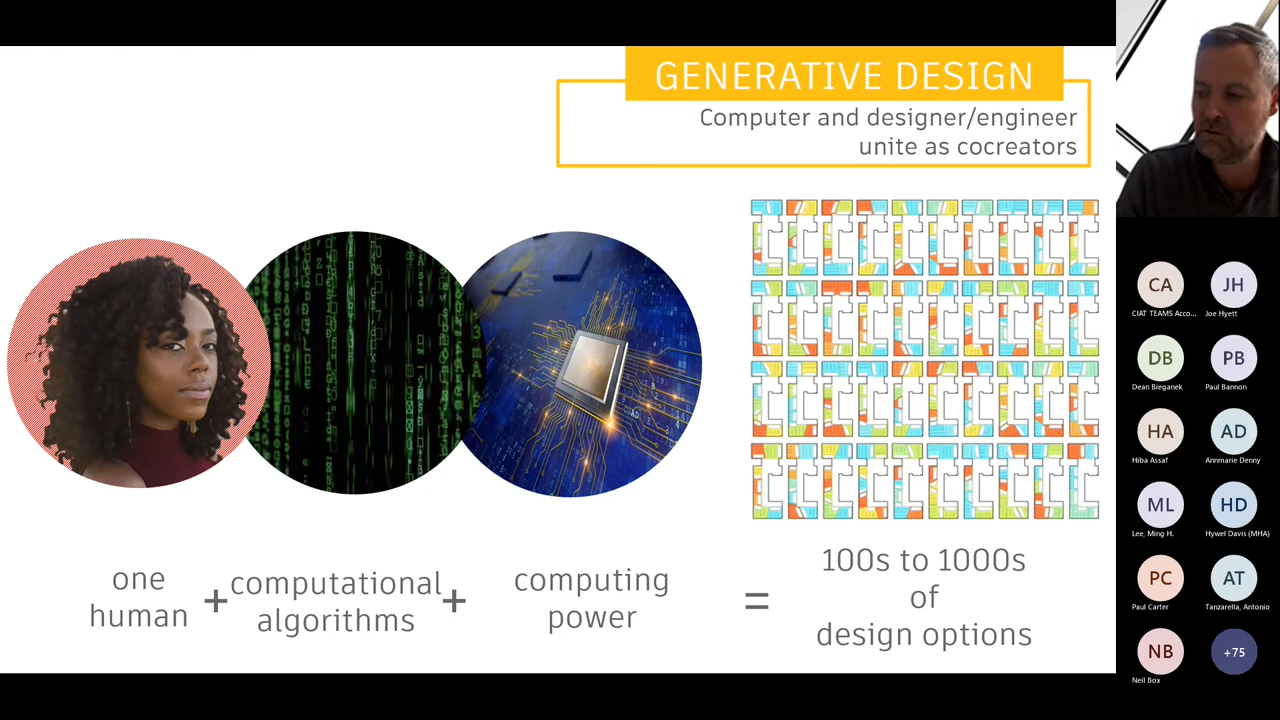 GENERATIVE DESIGN
Computer and designer/engineer
unite as cocreators
one
human
+
computational
algorithms
+
computing
power
=
100s to 1000s
of
design options
CA
CIAT TEAMS Acco...
JH
Joe Hyett
DB
Dean Bieganek
PB
Paul Bannon
HA
Hiba Assaf
AD
Annmarie Denny
ML
Lee, Ming H.
HD
Hywel Davis (MHA)
PC
Paul Carter
AT
Tanzarella, Antonio
NB
Neil Box
+75